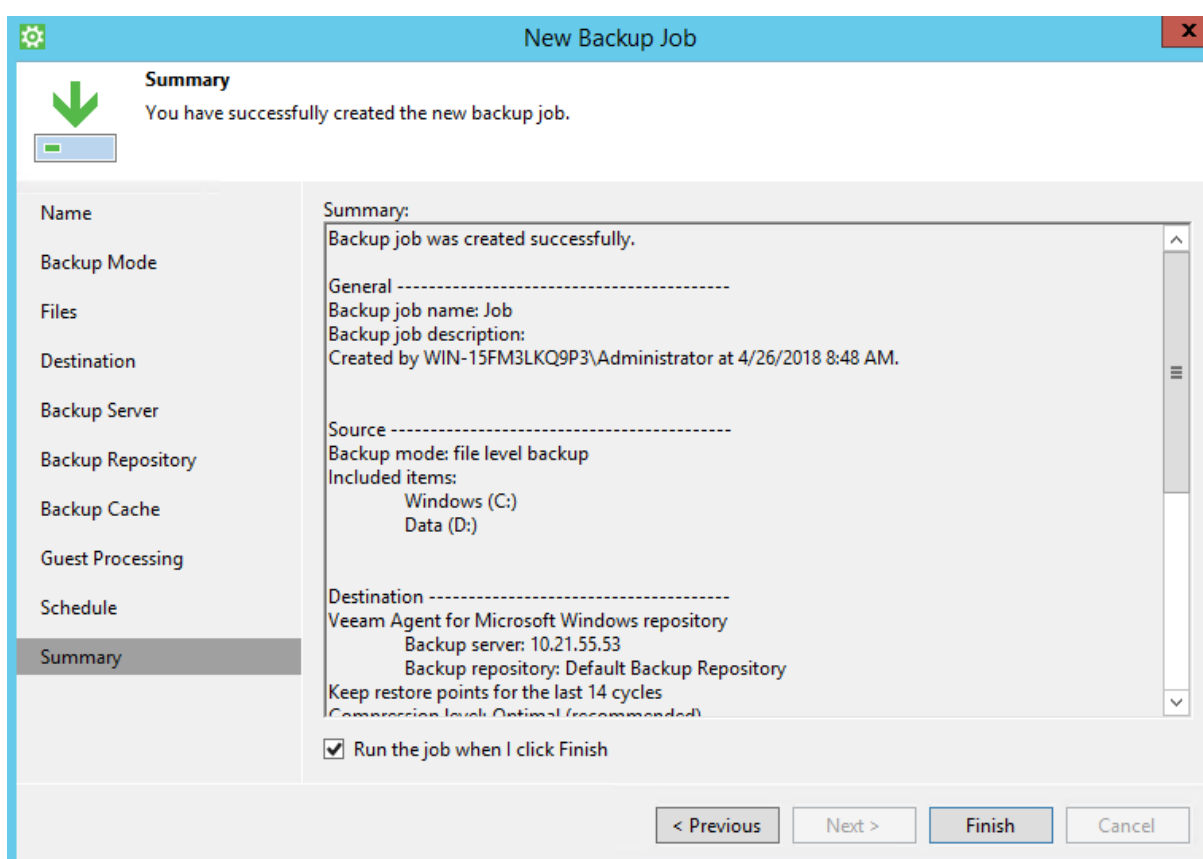 New Backup Job
x
Summary
You have successfully created the new backup job.
Name
Backup Mode
Files
Destination
Backup Server
Backup Repository
Backup Cache
Guest Processing
Schedule
Summary
Summary:
Backup job was created successfully.
General ------------------------------------------
Backup job name: Job
Backup job description:
Created by WIN-15FM3LKQ9P3\Administrator at 4/26/2018 8:48 AM.
Source -------------------------------------------
Backup mode: file level backup
Included items:
Windows (C:)
Data (D:)
Destination --------------------------------------
Veeam Agent for Microsoft Windows repository
Backup server: 10.21.55.53
Backup repository: Default Backup Repository
Keep restore points for the last 14 cycles
Compression level: Optimal (recommended)
Run the job when I click Finish
< Previous
Next >
Finish
Cancel